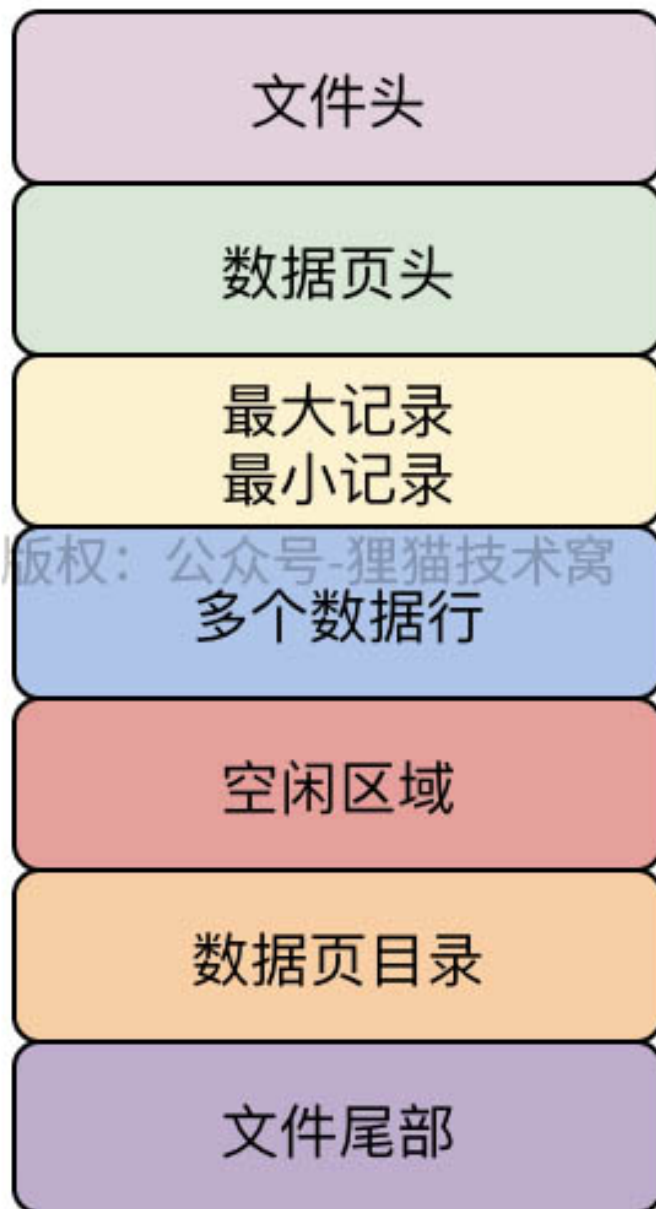 文件头
数据页头
最大记录
最小记录
版权：公众号-狸猫技术窝
多个数据行
空闲区域
数据页目录
文件尾部